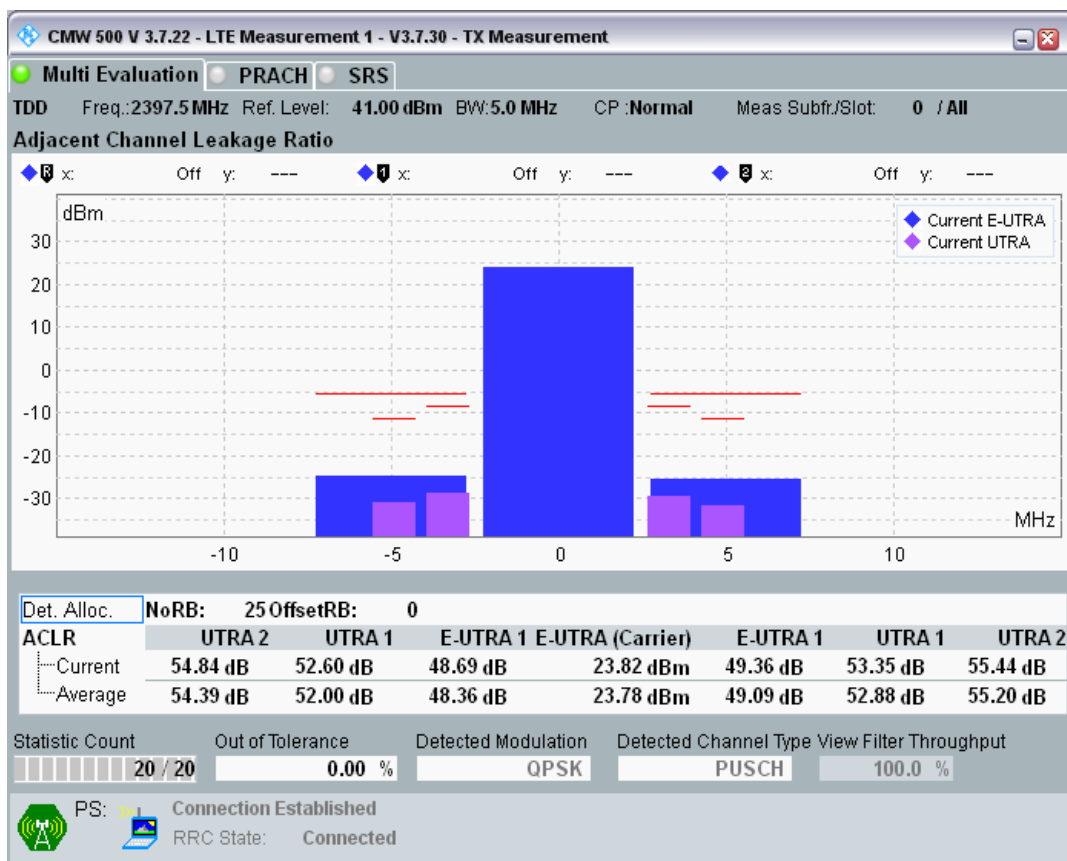 CMW 500 V 3.7.22 - LTE Measurement 1 - V3.7.30 - TX Measurement
Multi Evaluation PRACH SRS
TDD Freq.:2397.5 MHz Ref. Level: 41.00 dBm BW:5.0 MHz CP :Normal Meas Subfr./Slot: 0 / All
Adjacent Channel Leakage Ratio
R x: Off y: --- 1 x: Off y: --- 2 x: Off y: ---
dBm
Current E-UTRA
Current UTRA
30
20
10
0
-10
-20
-30
MHz
-10 -5 0 5 10
Det. Alloc. NoRB: 25 OffsetRB: 0
ACLR UTRA 2 UTRA 1 E-UTRA 1 E-UTRA (Carrier) E-UTRA 1 UTRA 1 UTRA 2
Current 54.84 dB 52.60 dB 48.69 dB 23.82 dBm 49.36 dB 53.35 dB 55.44 dB
Average 54.39 dB 52.00 dB 48.36 dB 23.78 dBm 49.09 dB 52.88 dB 55.20 dB
Statistic Count Out of Tolerance Detected Modulation Detected Channel Type View Filter Throughput
20 / 20 0.00 % QPSK PUSCH 100.0 %
PS: Connection Established
RRC State: Connected